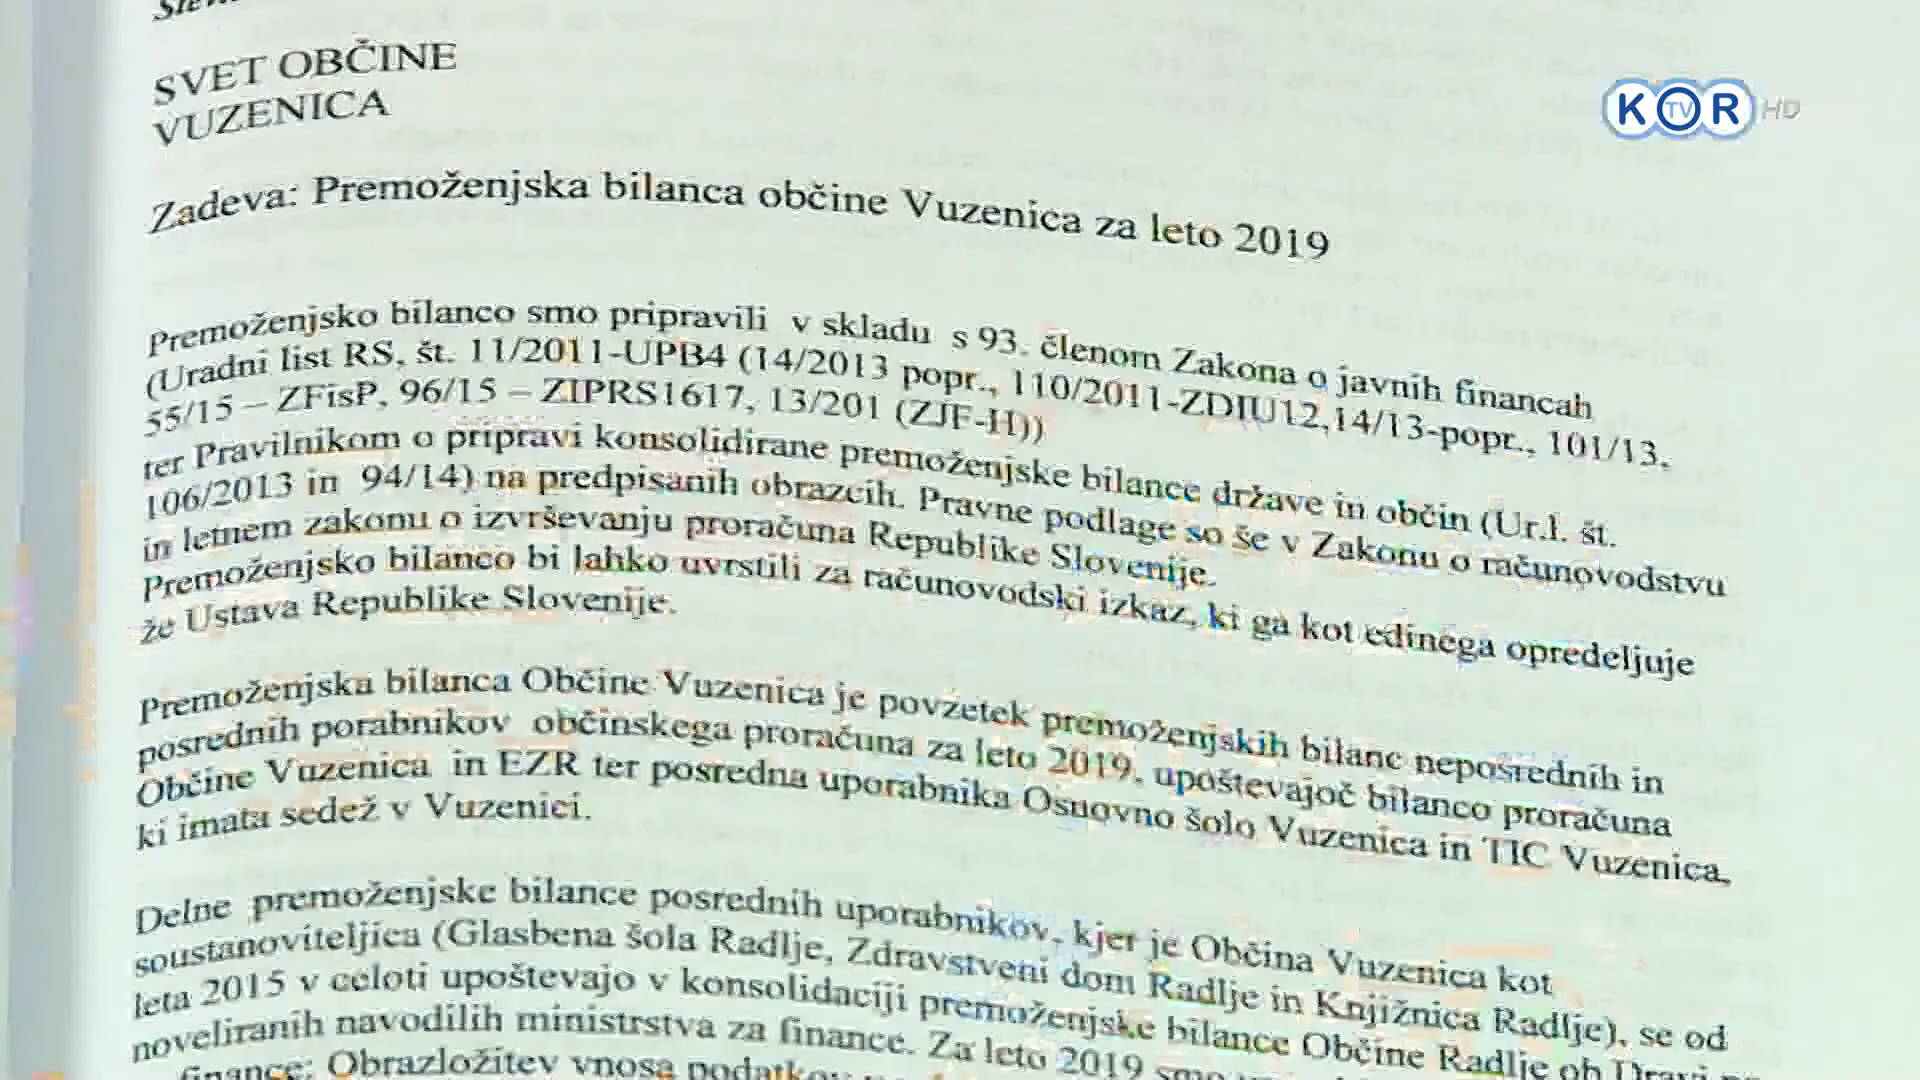 SVET OBČINE
VUZENICA
KOR TV HD
Zadeva: Premoženjska bilanca občine Vuzenica za leto 2019
Premoženjsko bilanco smo pripravili v skladu s 93. členom Zakona o javnih financah
(Uradni list RS, št. 11/2011-UPB4 (14/2013 popr., 110/2011-ZDIU12,14/13-popr., 101/13,
55/15 – ZFisP, 96/15 – ZIPRS1617, 13/201 (ZJF-H))
ter Pravilnikom o pripravi konsolidirane premoženjske bilance države in občin (Ur.l. št.
106/2013 in 94/14) na predpisanih obrazcih. Pravne podlage so še v Zakonu o računovodstvu
in letnem zakonu o izvrševanju proračuna Republike Slovenije.
Premoženjsko bilanco bi lahko uvrstili za računovodski izkaz, ki ga kot edinega opredeljuje
že Ustava Republike Slovenije.
Premoženjska bilanca Občine Vuzenica je povzetek premoženjskih bilanc neposrednih in
posrednih porabnikov občinskega proračuna za leto 2019, upoštevajoč bilanco proračuna
Občine Vuzenica in EZR ter posredna uporabnika Osnovno šolo Vuzenica in TIC Vuzenica,
ki imata sedež v Vuzenici.
Delne premoženjske bilance posrednih uporabnikov, kjer je Občina Vuzenica kot
soustanoviteljica (Glasbena šola Radlje, Zdravstveni dom Radlje in Knjižnica Radlje), se od
leta 2015 v celoti upoštevajo v konsolidaciji premoženjske bilance Občine Radlje ob Dravi
noveliranih navodilih ministrstva za finance. Za leto 2019 smo
finance: Obrazložitev vnosa podatkov